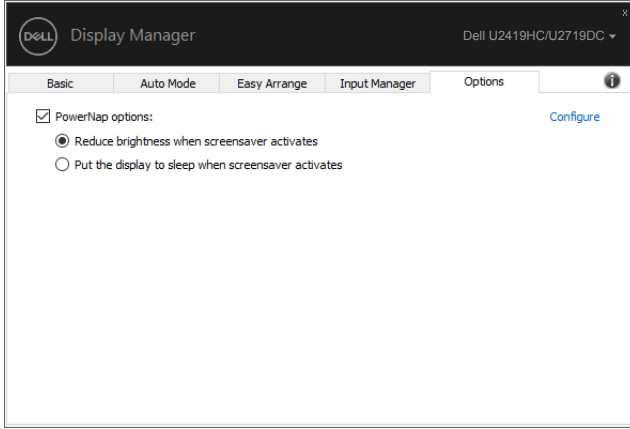 x
DELL Display Manager Dell U2419HC/U2719DC
Basic Auto Mode Easy Arrange Input Manager Options i
PowerNap options: Configure
Reduce brightness when screensaver activates
Put the display to sleep when screensaver activates